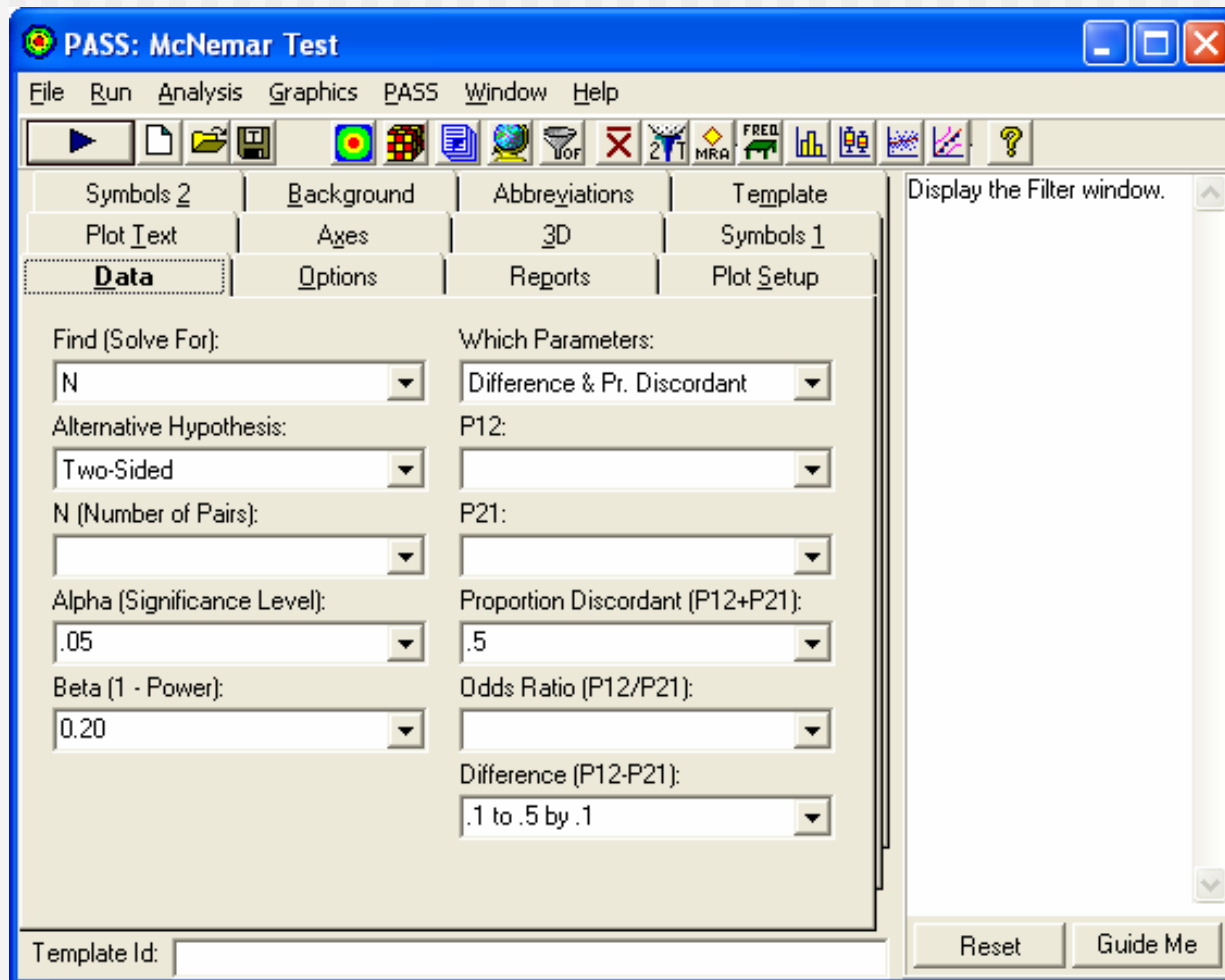 PASS: McNemar Test
File Run Analysis Graphics PASS Window Help
TOF 2T MRA FREQ ?
Symbols 2 Background Abbreviations Template
Plot Text Axes 3D Symbols 1
Data Options Reports Plot Setup
Display the Filter window.
Find (Solve For):
N
Alternative Hypothesis:
Two-Sided
N (Number of Pairs):
Alpha (Significance Level):
.05
Beta (1 - Power):
0.20
Which Parameters:
Difference & Pr. Discordant
P12:
P21:
Proportion Discordant (P12+P21):
.5
Odds Ratio (P12/P21):
Difference (P12-P21):
.1 to .5 by .1
Template Id:
Reset Guide Me